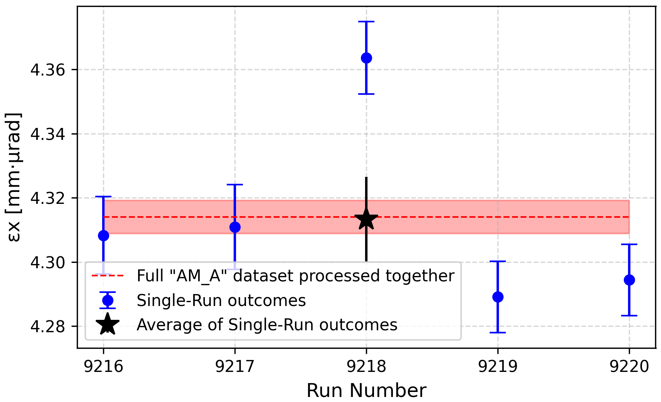 εx [mm·μrad]
4.36
4.34
4.32
4.30
4.28
Full "AM_A" dataset processed together
Single-Run outcomes
Average of Single-Run outcomes
9216 9217 9218 9219 9220
Run Number